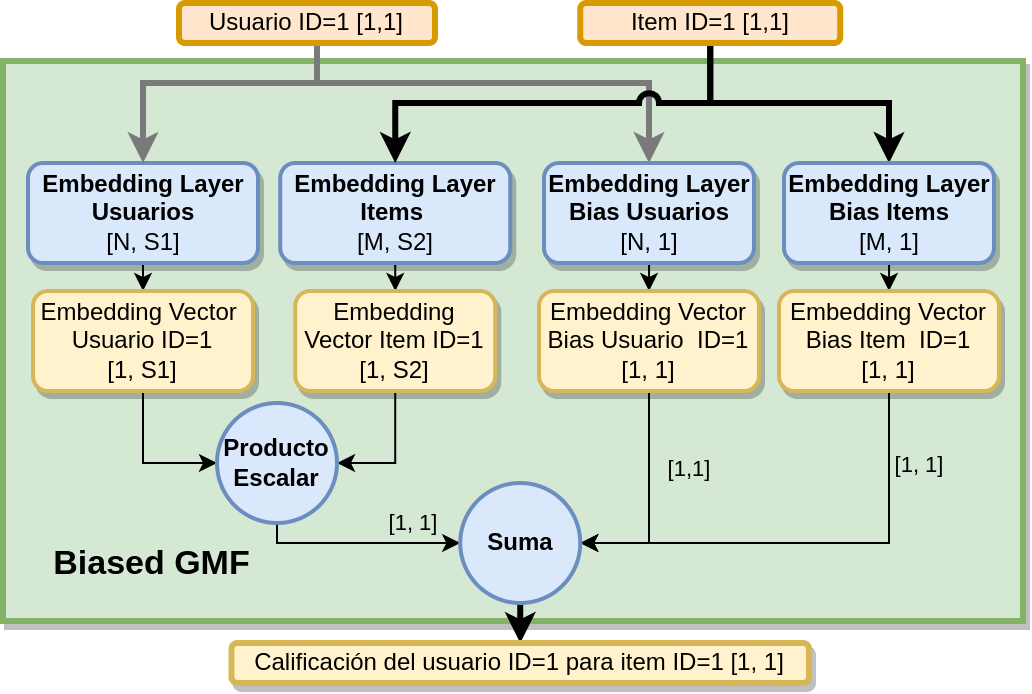 Usuario ID=1 [1,1]
Item ID=1 [1,1]
Embedding Layer
Usuarios
[N, S1]
Embedding Layer
Items
[M, S2]
Embedding Layer
Bias Usuarios
[N, 1]
Embedding Layer
Bias Items
[M, 1]
Embedding Vector
Usuario ID=1
[1, S1]
Embedding
Vector Item ID=1
[1, S2]
Embedding Vector
Bias Usuario ID=1
[1, 1]
Embedding Vector
Bias Item ID=1
[1, 1]
Producto
Escalar
[1,1]
[1, 1]
[1, 1]
Suma
Biased GMF
Calificación del usuario ID=1 para item ID=1 [1, 1]